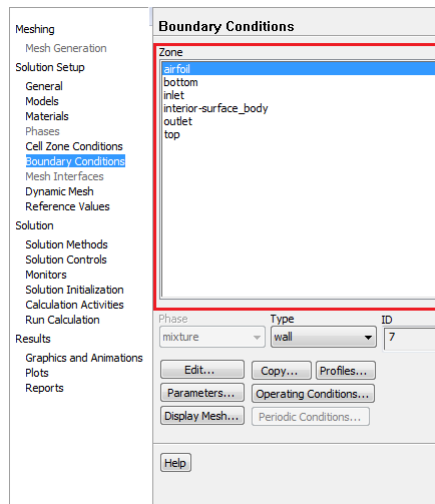 Meshing
Mesh Generation
Solution Setup
General
Models
Materials
Phases
Cell Zone Conditions
Boundary Conditions
Mesh Interfaces
Dynamic Mesh
Reference Values
Solution
Solution Methods
Solution Controls
Monitors
Solution Initialization
Calculation Activities
Run Calculation
Results
Graphics and Animations
Plots
Reports
Boundary Conditions
Zone
airfoil
bottom
inlet
interior-surface_body
outlet
top
Phase Type ID
mixture wall 7
Edit... Copy... Profiles...
Parameters... Operating Conditions...
Display Mesh... Periodic Conditions...
Help